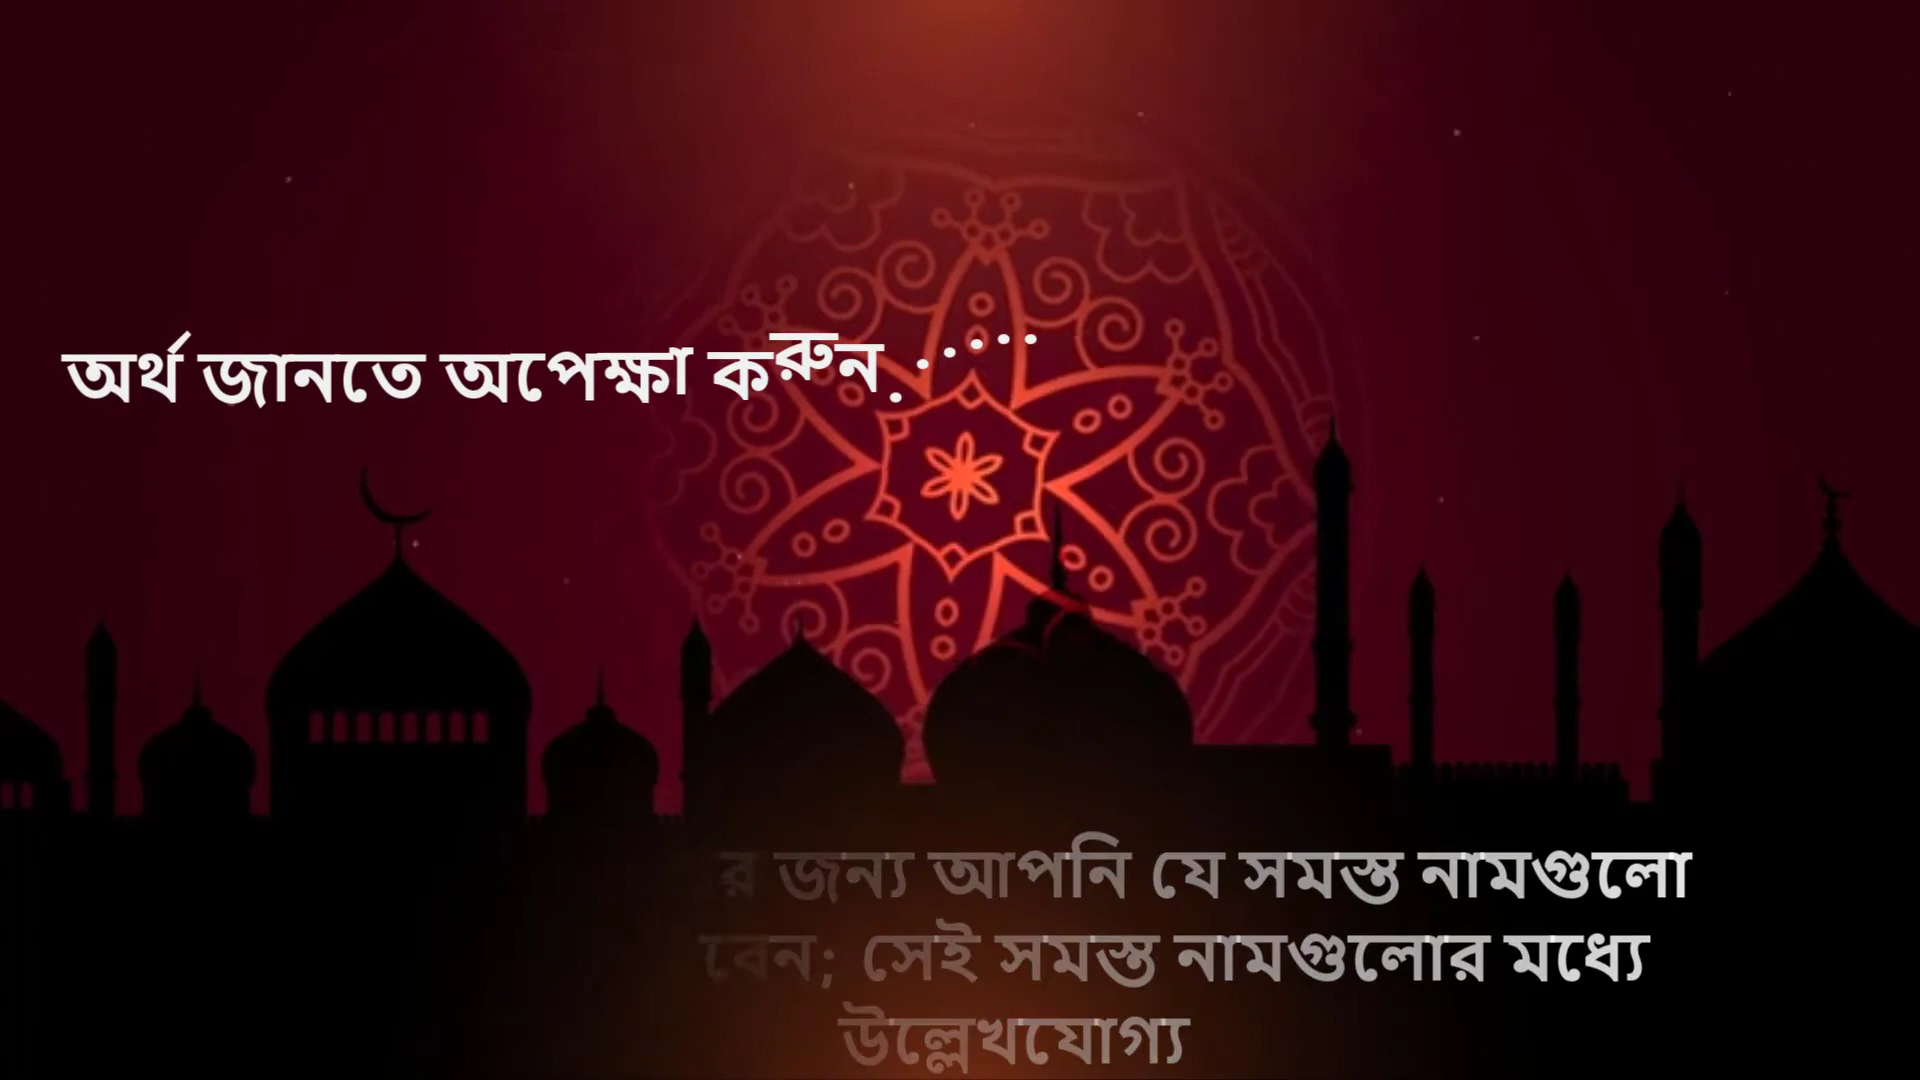 অর্থ জানতে অপেক্ষা করুন......
র জন্য আপনি যে সমস্ত নামগুলো
বেন; সেই সমস্ত নামগুলোর মধ্যে
উল্লেখযোগ্য